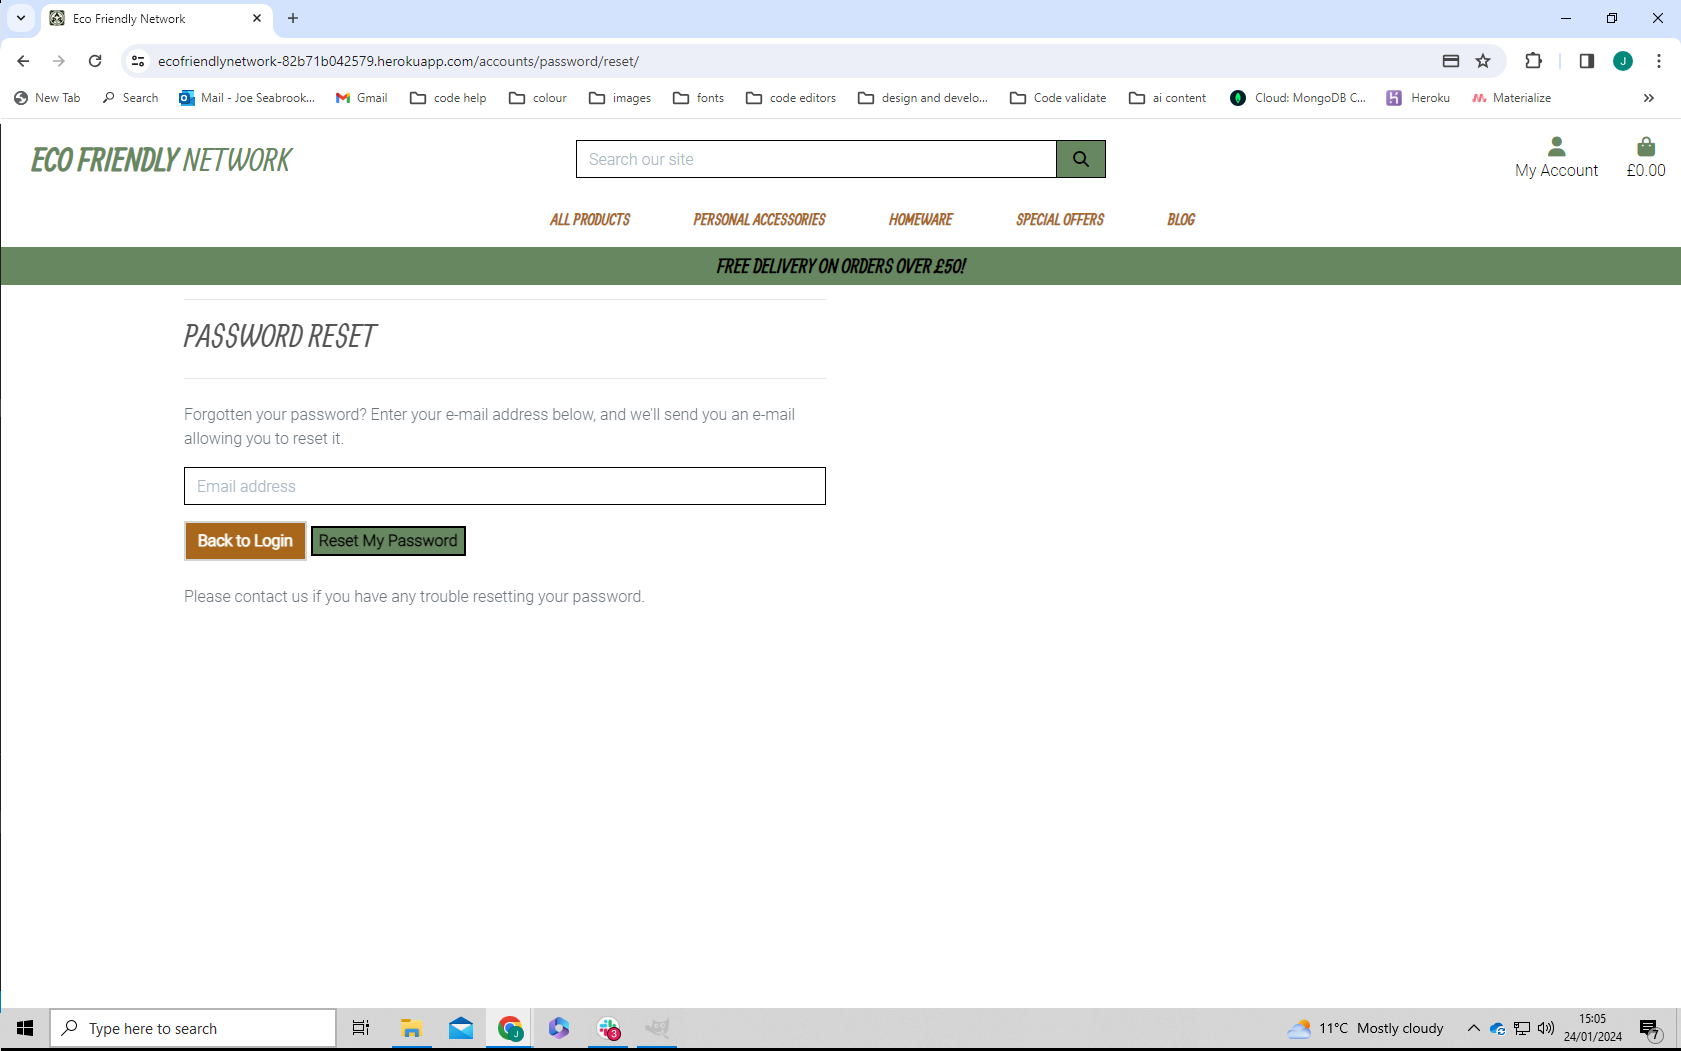 Eco Friendly Network
ecofriendlynetwork-82b71b042579.herokuapp.com/accounts/password/reset/
J
New Tab
Search
Mail - Joe Seabrook...
Gmail
code help
colour
images
fonts
code editors
design and develo...
Code validate
ai content
Cloud: MongoDB C...
Heroku
Materialize
ECO FRIENDLY NETWORK
Search our site
My Account
£0.00
ALL PRODUCTS
PERSONAL ACCESSORIES
HOMEWARE
SPECIAL OFFERS
BLOG
FREE DELIVERY ON ORDERS OVER £50!
PASSWORD RESET
Forgotten your password? Enter your e-mail address below, and we'll send you an e-mail
allowing you to reset it.
Email address
Back to Login
Reset My Password
Please contact us if you have any trouble resetting your password.
Type here to search
J
3
11°C Mostly cloudy
15:05
24/01/2024
7